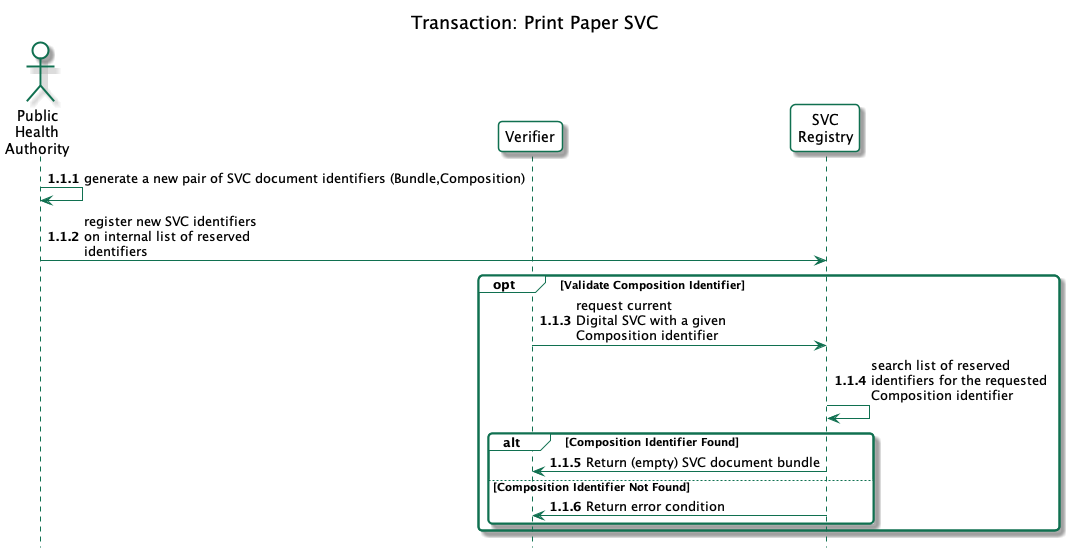 Transaction: Print Paper SVC
Public
Health
Authority
Verifier
SVC
Registry
1.1.1 generate a new pair of SVC document identifiers (Bundle,Composition)
register new SVC identifiers
1.1.2 on internal list of reserved
identifiers
opt [Validate Composition Identifier]
request current
1.1.3 Digital SVC with a given
Composition identifier
search list of reserved
1.1.4 identifiers for the requested
Composition identifier
alt [Composition Identifier Found]
1.1.5 Return (empty) SVC document bundle
[Composition Identifier Not Found]
1.1.6 Return error condition